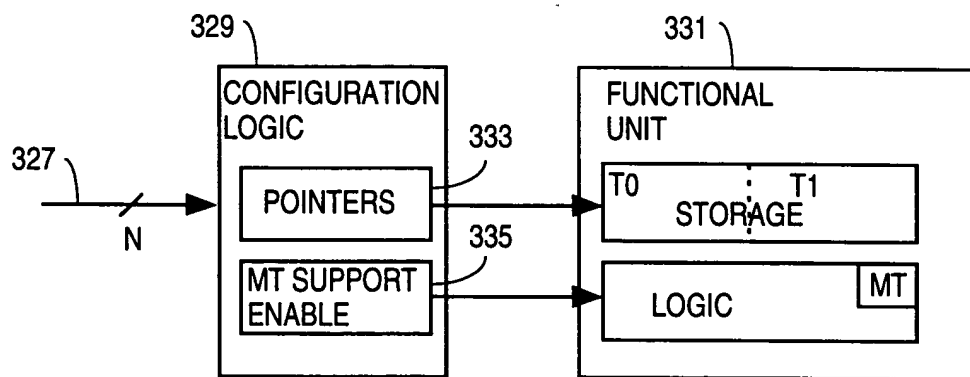 329
331
CONFIGURATION
LOGIC
FUNCTIONAL
UNIT
327
333
POINTERS
T0
T1
STORAGE
N
335
MT SUPPORT
ENABLE
LOGIC
MT